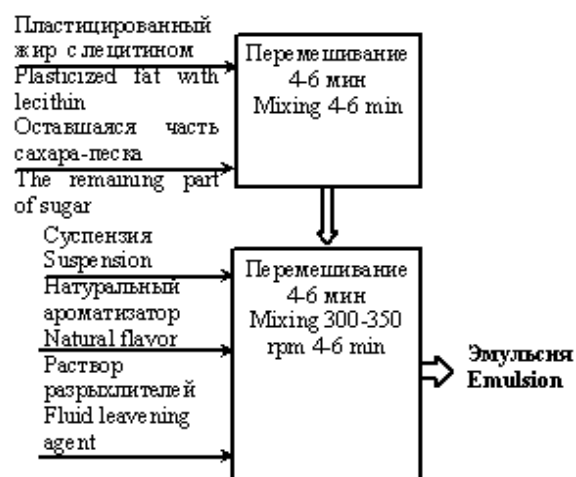 Пластицированный
жир с лецитином
Plasticized fat with
lecithin
Оставшаяся часть
сахара-песка
The remaining part
of sugar
Перемешивание
4-6 мин
Mixing 4-6 min
Суспензия
Suspension
Натуральный
ароматизатор
Natural flavor
Раствор
разрыхлителей
Fluid leavening
agent
Перемешивание
4-6 мин
Mixing 300-350
rpm 4-6 min
Эмульсия
Emulsion